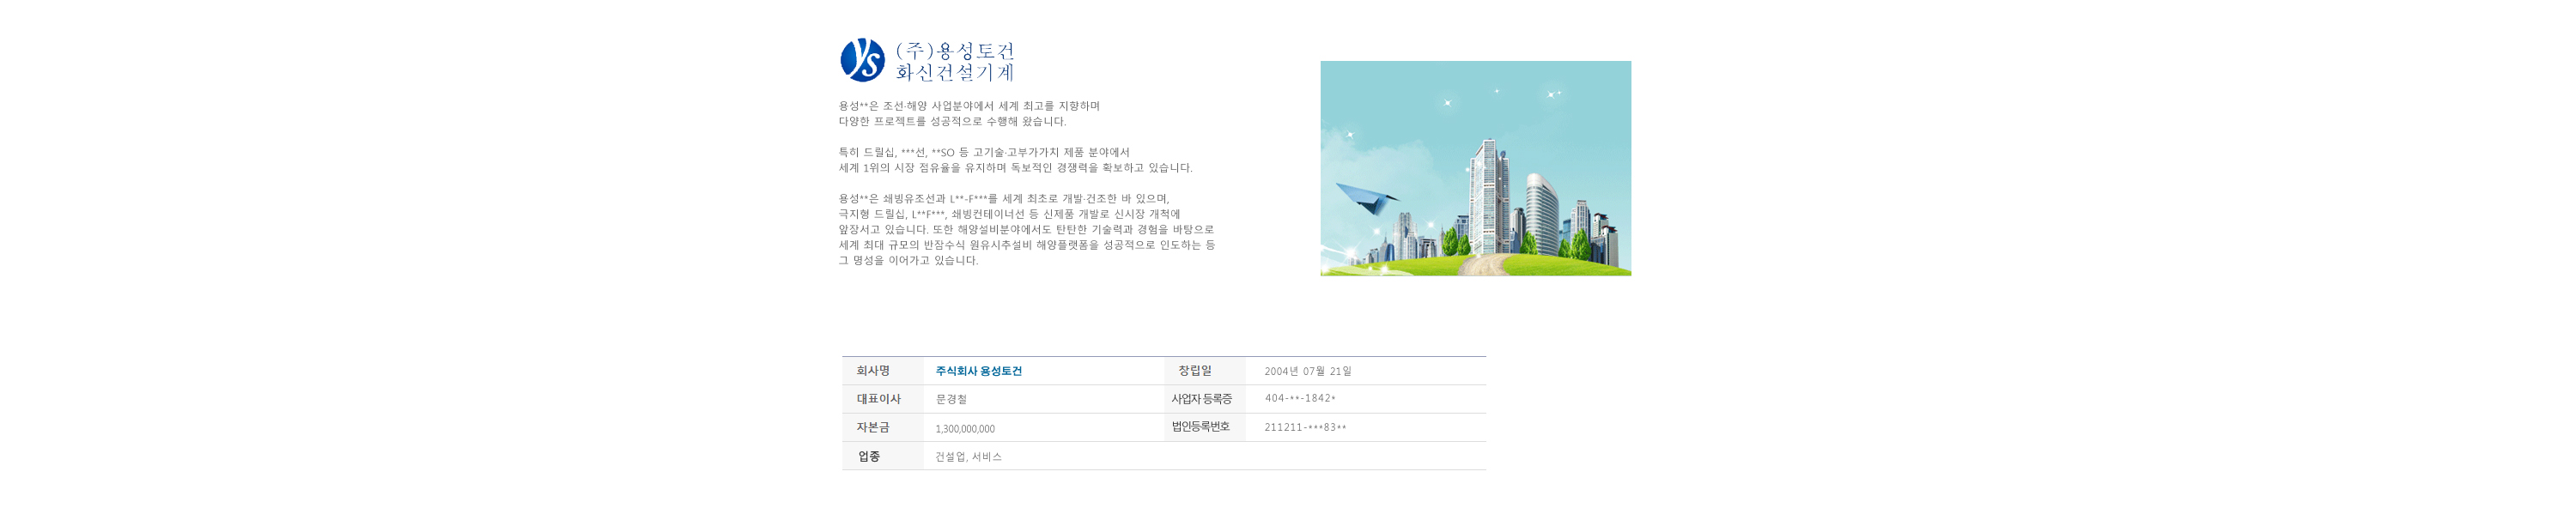 ys
(주)용성토건
화신건설기계
용성**은 조선·해양 사업분야에서 세계 최고를 지향하며
다양한 프로젝트를 성공적으로 수행해 왔습니다.
특히 드릴십, ***선, **SO 등 고기술·고부가가치 제품 분야에서
세계 1위의 시장 점유율을 유지하며 독보적인 경쟁력을 확보하고 있습니다.
용성**은 쇄빙유조선과 L**-F***를 세계 최초로 개발·건조한 바 있으며,
극지형 드릴십, L**F***, 쇄빙컨테이너선 등 신제품 개발로 신시장 개척에
앞장서고 있습니다. 또한 해양설비분야에서도 탄탄한 기술력과 경험을 바탕으로
세계 최대 규모의 반잠수식 원유시추설비 해양플랫폼을 성공적으로 인도하는 등
그 명성을 이어가고 있습니다.
회사명 주식회사 용성토건 창립일 2004년 07월 21일
대표이사 문경철 사업자 등록증 404-**-1842*
자본금 1,300,000,000 법인등록번호 211211-***83**
업종 건설업, 서비스